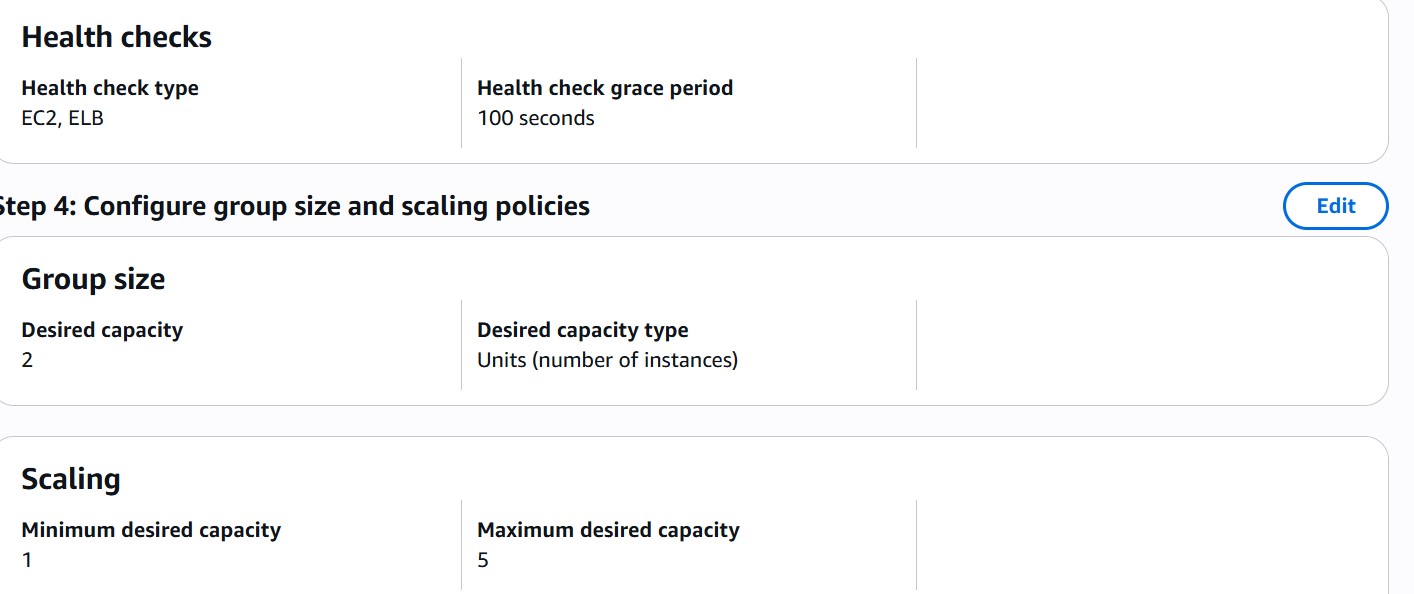 Health checks
Health check type
EC2, ELB
Health check grace period
100 seconds
Step 4: Configure group size and scaling policies
Edit
Group size
Desired capacity
2
Desired capacity type
Units (number of instances)
Scaling
Minimum desired capacity
1
Maximum desired capacity
5